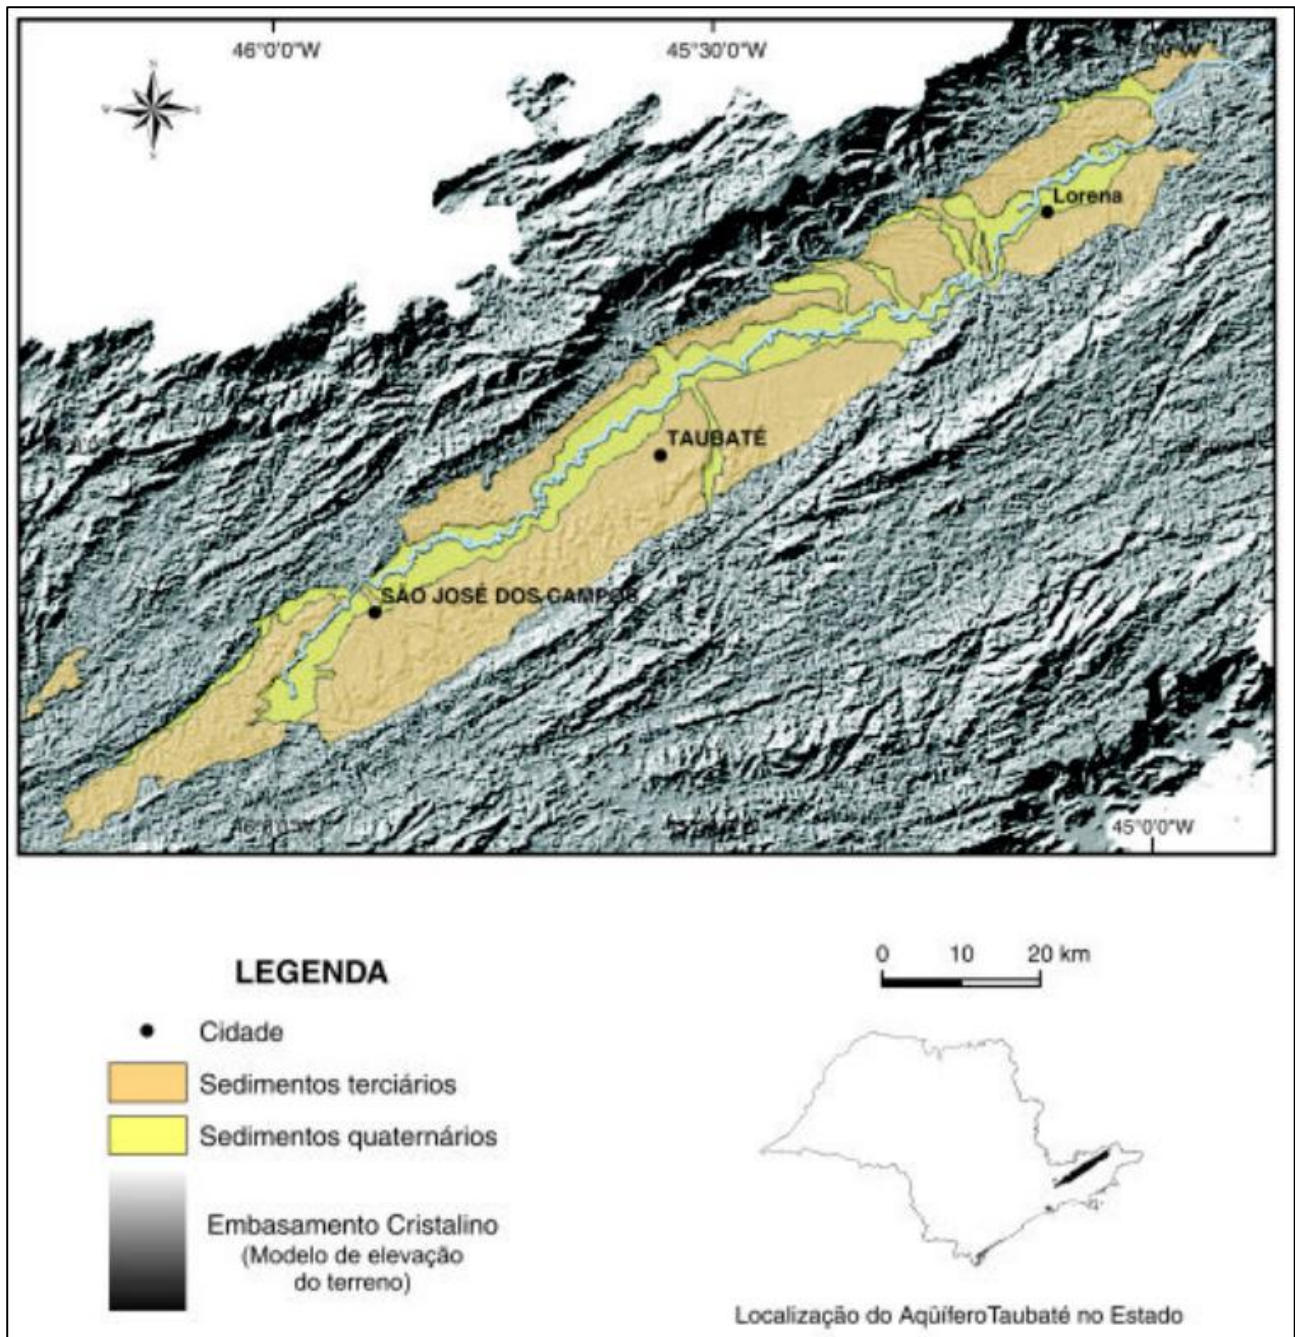 46°0'0"W
45°30'0"W
N
Lorena
TAUBATÉ
SÃO JOSÉ DOS CAMPOS
45°0'0"W
LEGENDA
0 10 20 km
Cidade
Sedimentos terciários
Sedimentos quaternários
Embasamento Cristalino
(Modelo de elevação
do terreno)
Localização do AqüíferoTaubaté no Estado